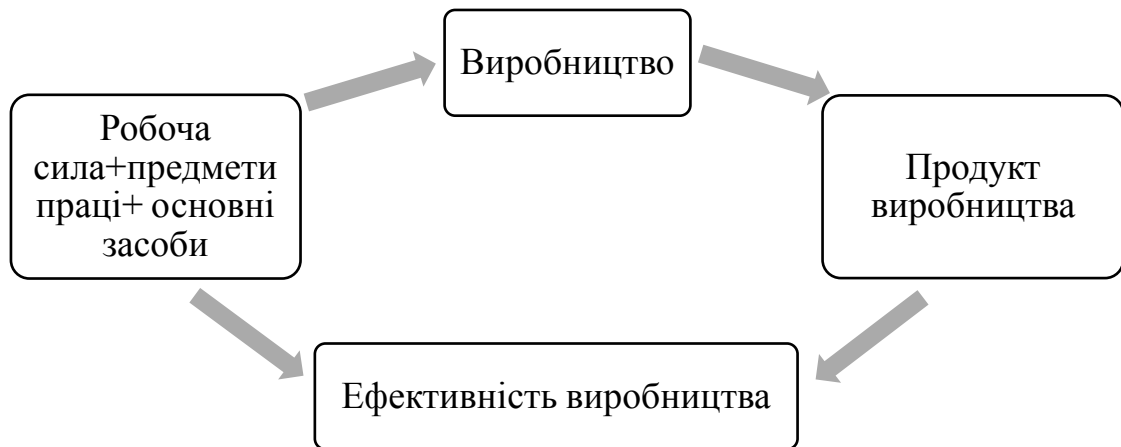 Виробництво
Робоча
сила+предмети
праці+ основні
засоби
Продукт
виробництва
Ефективність виробництва